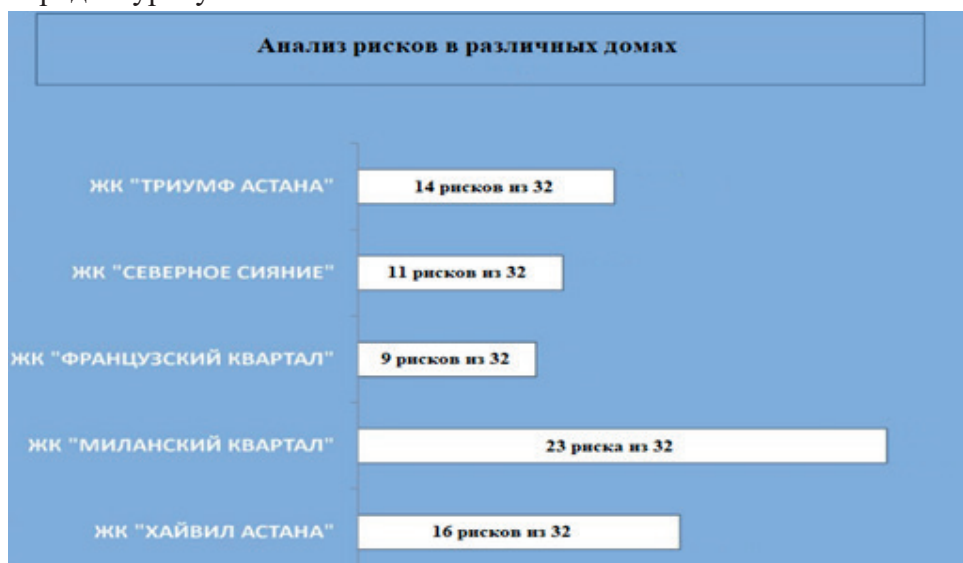 Анализ рисков в различных домах
ЖК "ТРИУМФ АСТАНА" 14 рисков из 32
ЖК "СЕВЕРНОЕ СИЯНИЕ" 11 рисков из 32
ЖК "ФРАНЦУЗСКИЙ КВАРТАЛ" 9 рисков из 32
ЖК "МИЛАНСКИЙ КВАРТАЛ" 23 риска из 32
ЖК "ХАЙВИЛ АСТАНА" 16 рисков из 32